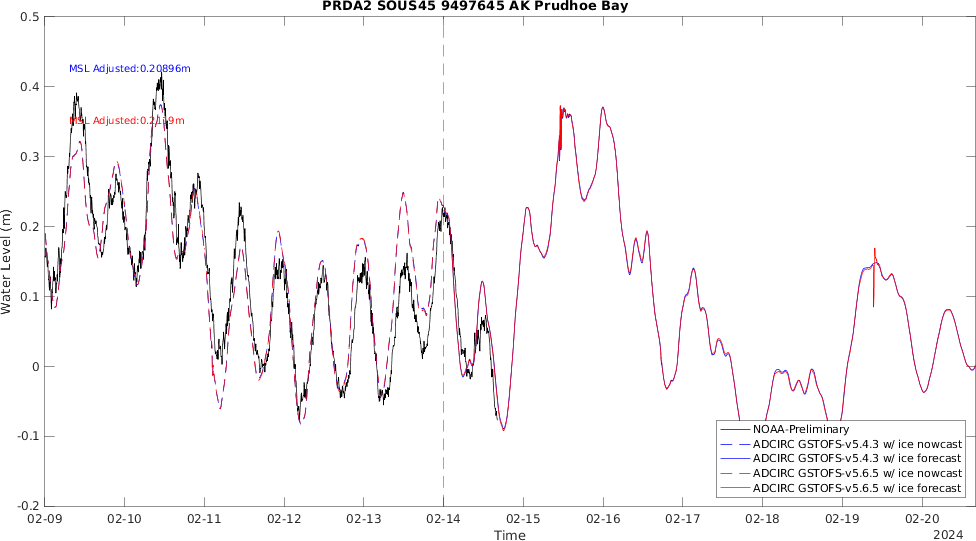 PRDA2 SOUS45 9497645 AK Prudhoe Bay
Water Level (m)
0.5
0.4
0.3
0.2
0.1
0
-0.1
-0.2
MSL Adjusted:0.20896m
MSL Adjusted:
NOAA-Preliminary
ADCIRC GSTOFS-v5.4.3 w/ ice nowcast
ADCIRC GSTOFS-v5.4.3 w/ ice forecast
ADCIRC GSTOFS-v5.6.5 w/ ice nowcast
ADCIRC GSTOFS-v5.6.5 w/ ice forecast
02-09 02-10 02-11 02-12 02-13 02-14 02-15 02-16 02-17 02-18 02-19 02-20
Time
2024